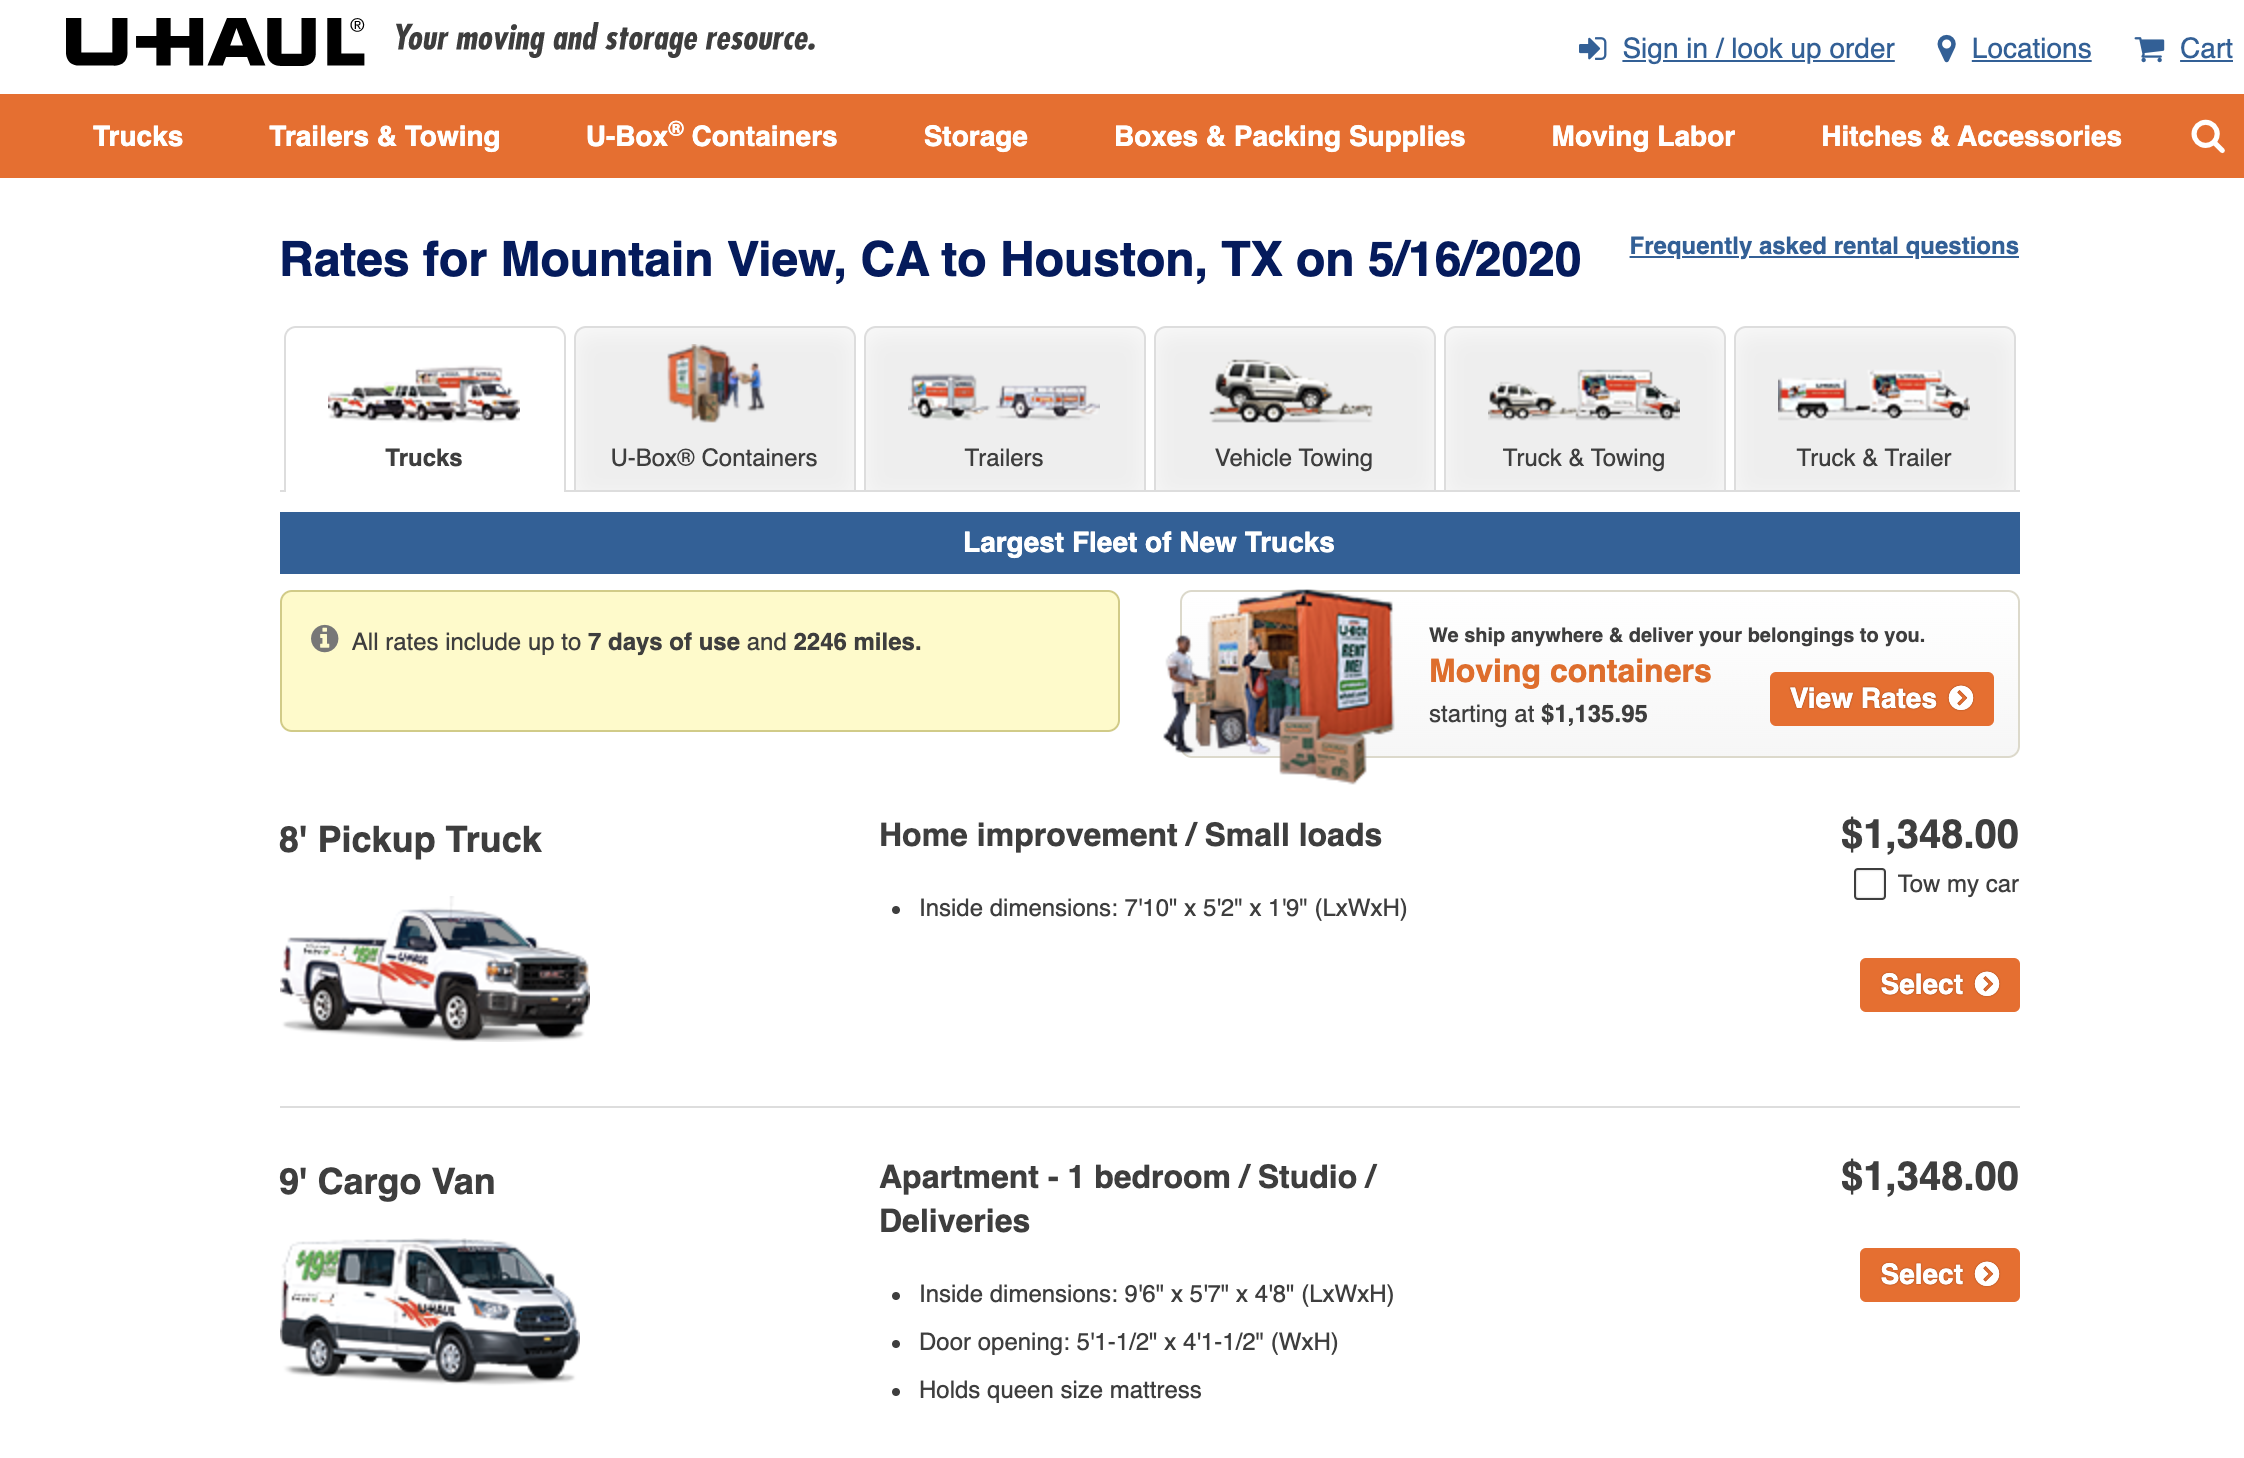 U-HAUL® Your moving and storage resource.
Sign in / look up order Locations Cart
Trucks Trailers & Towing U-Box® Containers Storage Boxes & Packing Supplies Moving Labor Hitches & Accessories
Rates for Mountain View, CA to Houston, TX on 5/16/2020
Frequently asked rental questions
Trucks U-Box® Containers Trailers Vehicle Towing Truck & Towing Truck & Trailer
Largest Fleet of New Trucks
All rates include up to 7 days of use and 2246 miles.
U-BOX
RENT
ME!
We ship anywhere & deliver your belongings to you.
Moving containers
starting at $1,135.95
View Rates
8' Pickup Truck
Home improvement / Small loads
$1,348.00
Tow my car
Inside dimensions: 7'10" x 5'2" x 1'9" (LxWxH)
Select
U-HAUL
9' Cargo Van
Apartment - 1 bedroom / Studio /
Deliveries
$1,348.00
Select
Inside dimensions: 9'6" x 5'7" x 4'8" (LxWxH)
Door opening: 5'1-1/2" x 4'1-1/2" (WxH)
Holds queen size mattress
U-HAUL